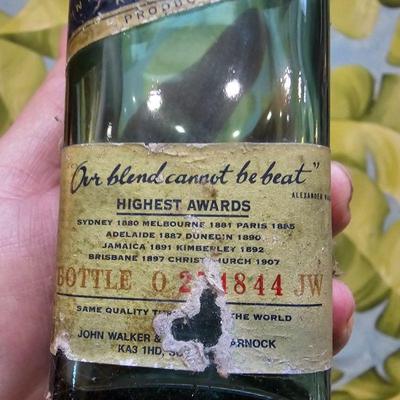 PRODUC
"Our blend cannot be beat"
ALEXANDER
HIGHEST AWARDS
SYDNEY 1880 MELBOURNE 1881 PARIS 1885
ADELAIDE 1887 DUNEDIN 1890
JAMAICA 1891 KIMBERLEY 1892
BRISBANE 1897 CHRISTCHURCH 1907
BOTTLE O 1844 JW
SAME QUALITY THE WORLD
JOHN WALKER &
KA3 1HD,